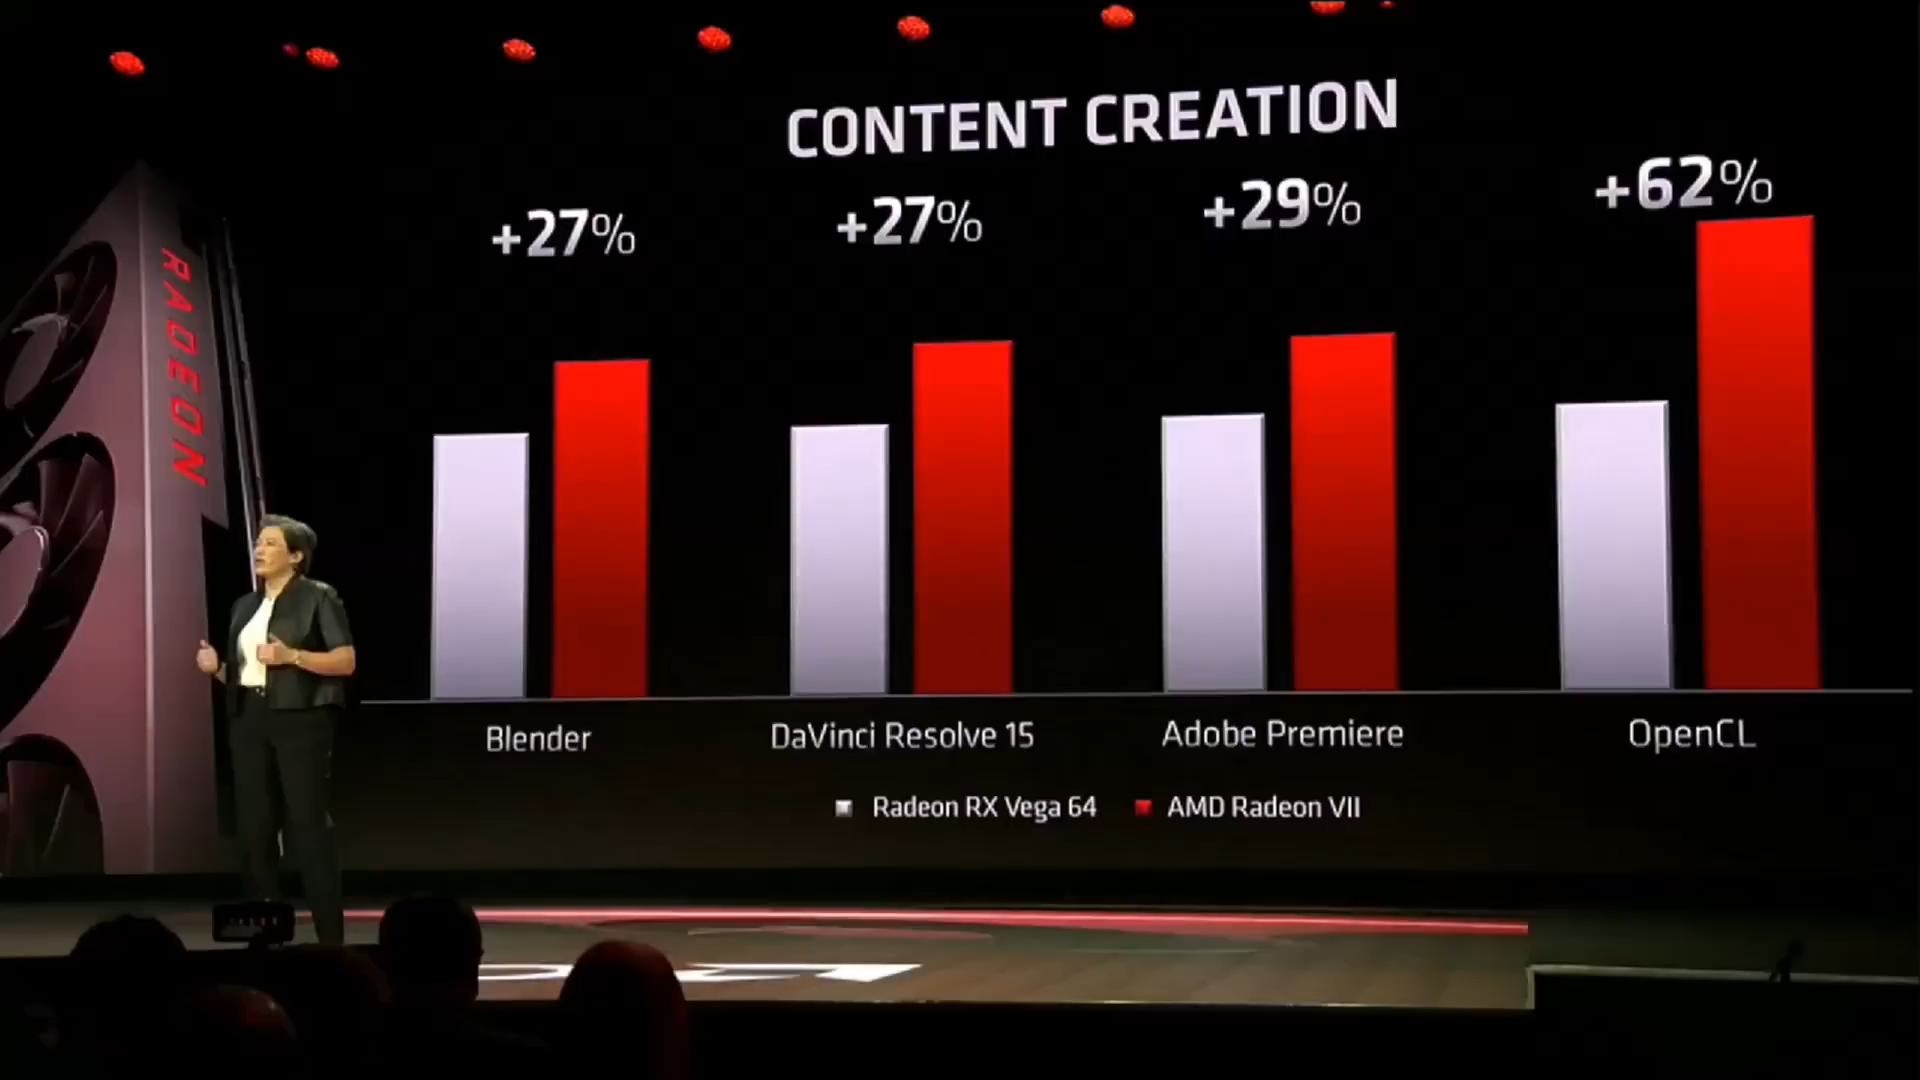 CONTENT CREATION
+27%
+27%
+29%
+62%
RADEON
Blender
DaVinci Resolve 15
Adobe Premiere
OpenCL
Radeon RX Vega 64
AMD Radeon VII